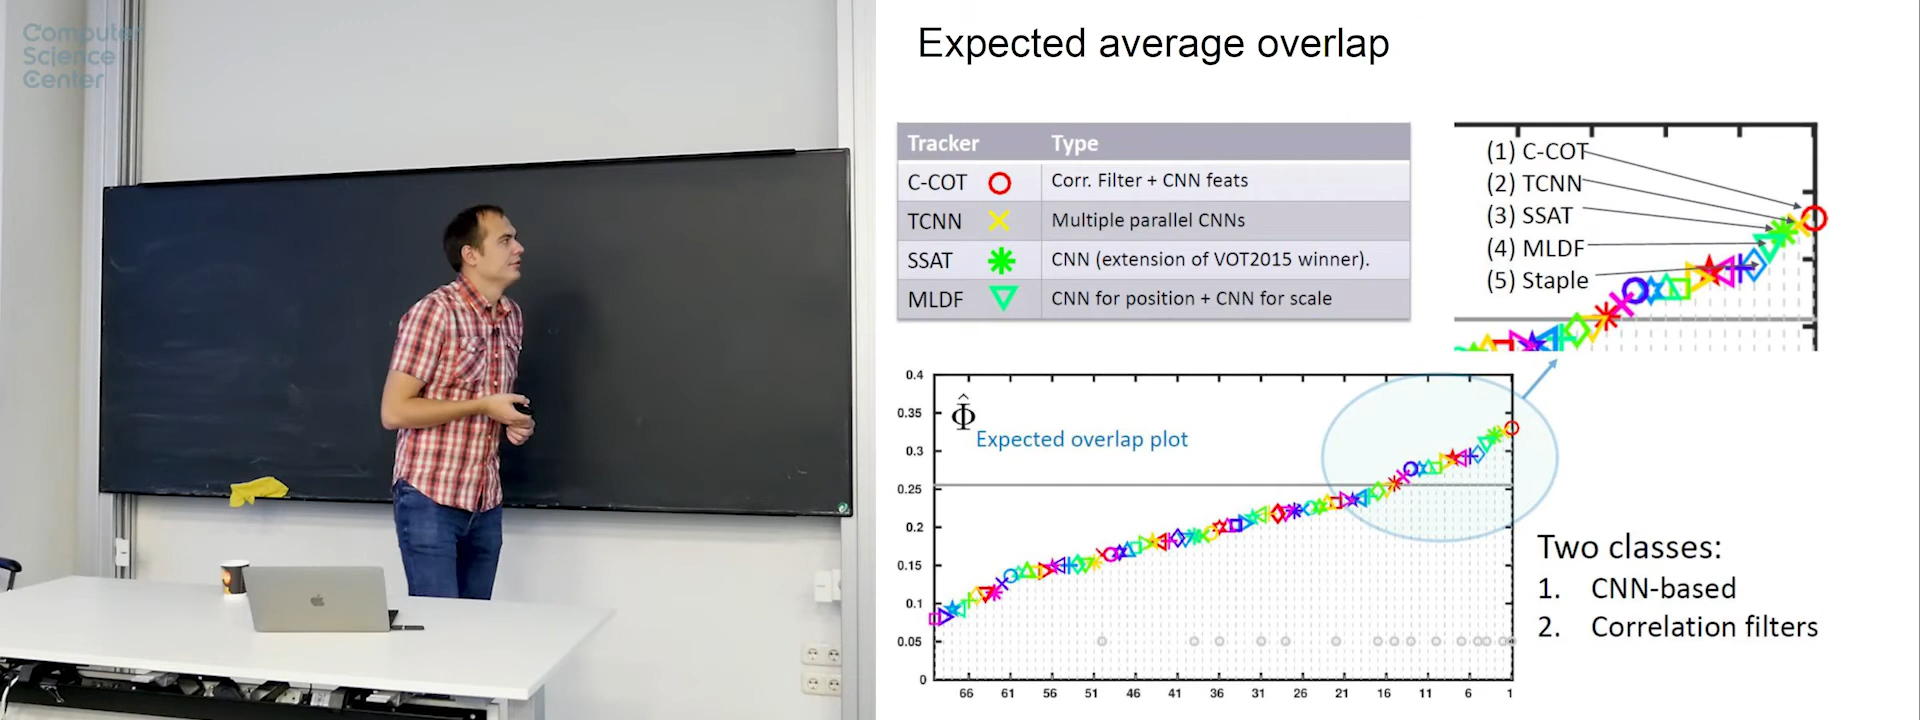 Computer
Science
Center
Expected average overlap
Tracker Type
C-COT Corr. Filter + CNN feats
TCNN Multiple parallel CNNs
SSAT CNN (extension of VOT2015 winner).
MLDF CNN for position + CNN for scale
(1) C-COT
(2) TCNN
(3) SSAT
(4) MLDF
(5) Staple
0.4
0.35
0.3
0.25
0.2
0.15
0.1
0.05
0
Φ̂
Expected overlap plot
66 61 56 51 46 41 36 31 26 21 16 11 6 1
Two classes:
1. CNN-based
2. Correlation filters